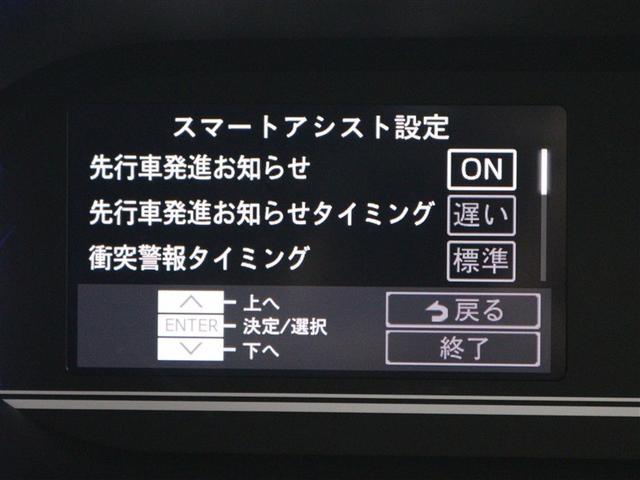 スマートアシスト設定
先行車発進お知らせ ON
先行車発進お知らせタイミング 遅い
衝突警報タイミング 標準
上へ
ENTER 決定/選択
下へ
戻る
終了